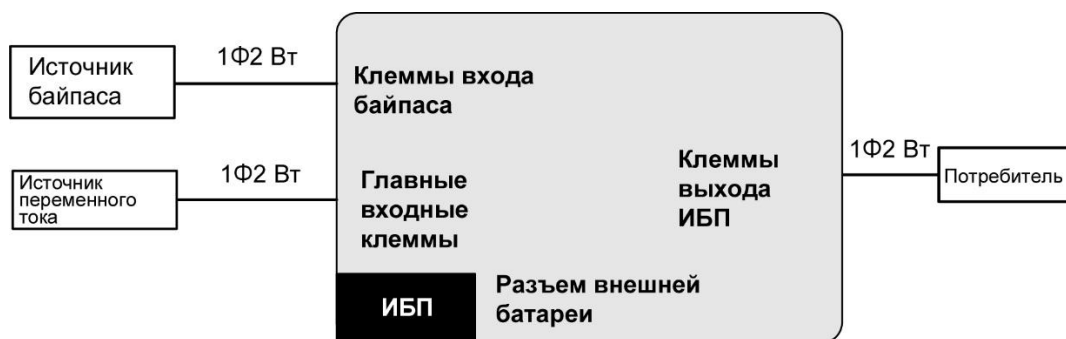 Источник
байпаса
1Ф2 Вт
Клеммы входа
байпаса
Источник
переменного
тока
1Ф2 Вт
Главные
входные
клеммы
Клеммы
выхода
ИБП
1Ф2 Вт
Потребитель
ИБП
Разъем внешней
батареи